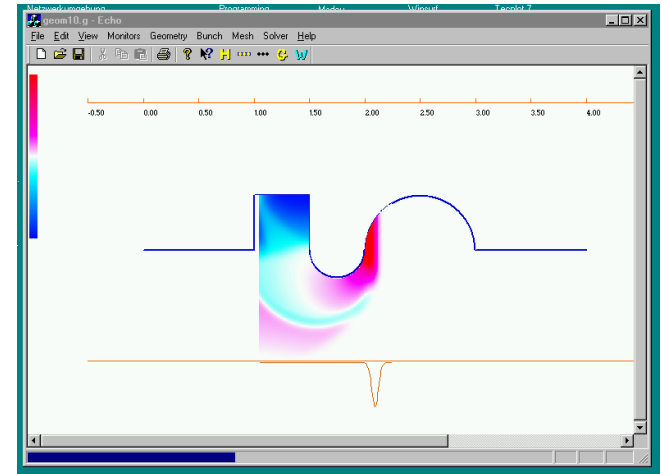 Netzwerkumgebung Programming Medow Winsurf Tecplot 7
geom10.g - Echo
File Edit View Monitors Geometry Bunch Mesh Solver Help
-0.50 0.00 0.50 1.00 1.50 2.00 2.50 3.00 3.50 4.00